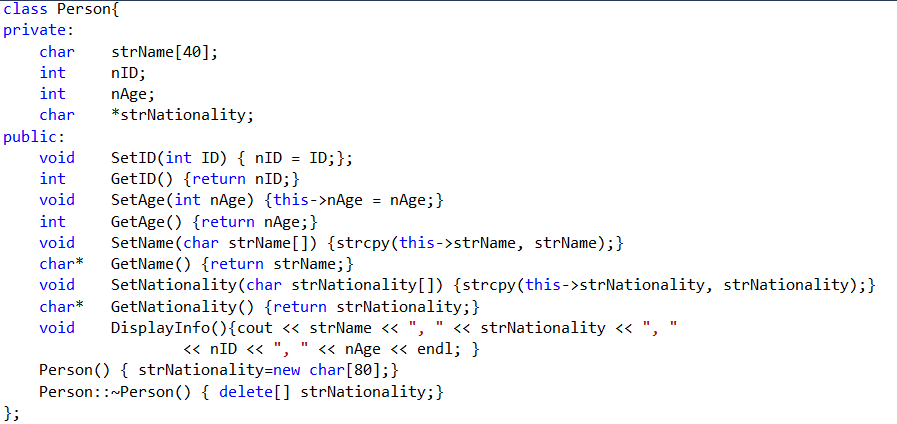 class Person{
private:
    char    strName[40];
    int     nID;
    int     nAge;
    char    *strNationality;
public:
    void    SetID(int ID) { nID = ID;};
    int     GetID() {return nID;}
    void    SetAge(int nAge) {this->nAge = nAge;}
    int     GetAge() {return nAge;}
    void    SetName(char strName[]) {strcpy(this->strName, strName);}
    char*   GetName() {return strName;}
    void    SetNationality(char strNationality[]) {strcpy(this->strNationality, strNationality);}
    char*   GetNationality() {return strNationality;}
    void    DisplayInfo(){cout << strName << ", " << strNationality << ", "
                    << nID << ", " << nAge << endl; }
    Person() { strNationality=new char[80];}
    Person::~Person() { delete[] strNationality;}
};